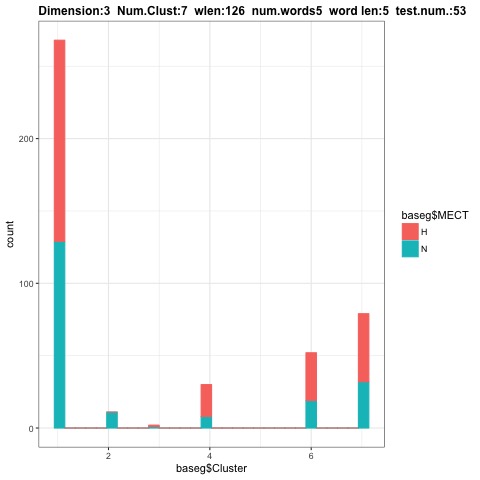 Dimension:3 Num.Clust:7 wlen:126 num.words5 word len:5 test.num.:53
200
100
0
count
2
4
6
baseg$Cluster
baseg$MECT
H
N